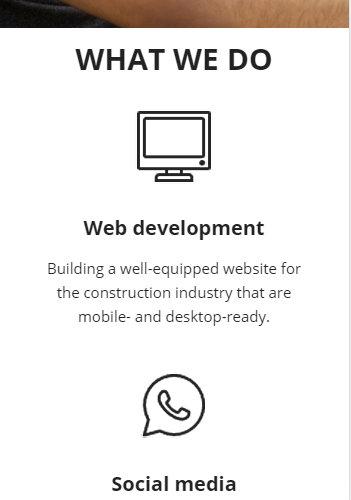 WHAT WE DO
Web development
Building a well-equipped website for
the construction industry that are
mobile- and desktop-ready.
Social media